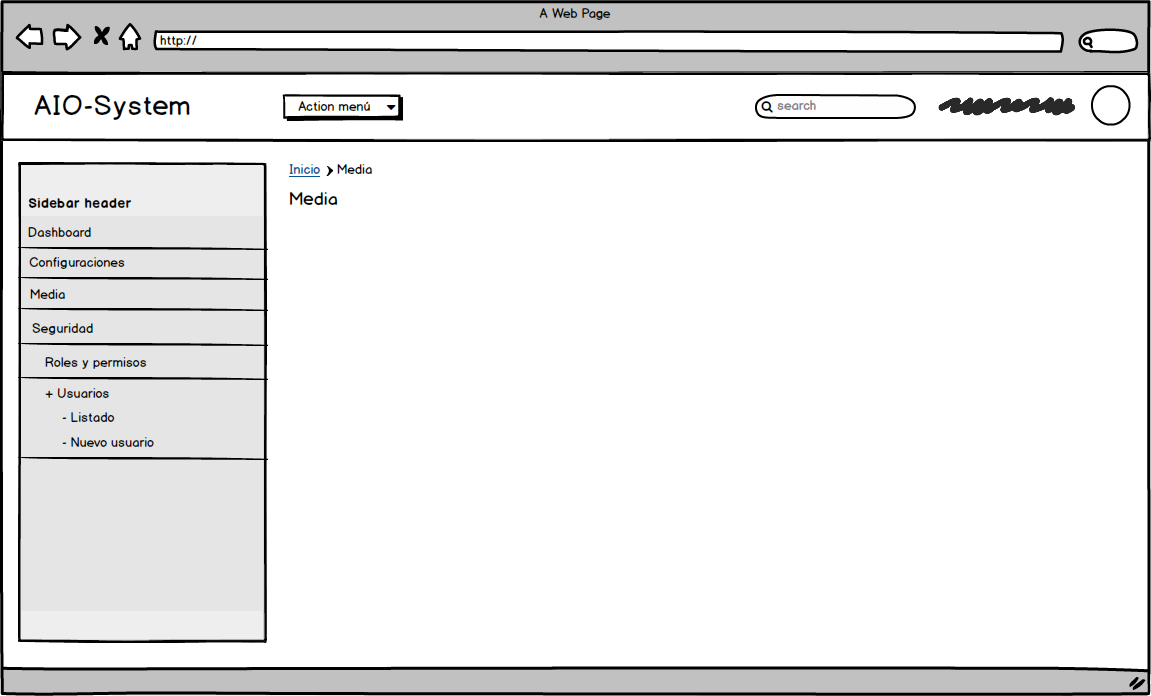 A Web Page
http://
AIO-System
Action menú
search
Inicio Media
Media
Sidebar header
Dashboard
Configuraciones
Media
Seguridad
Roles y permisos
+ Usuarios
- Listado
- Nuevo usuario